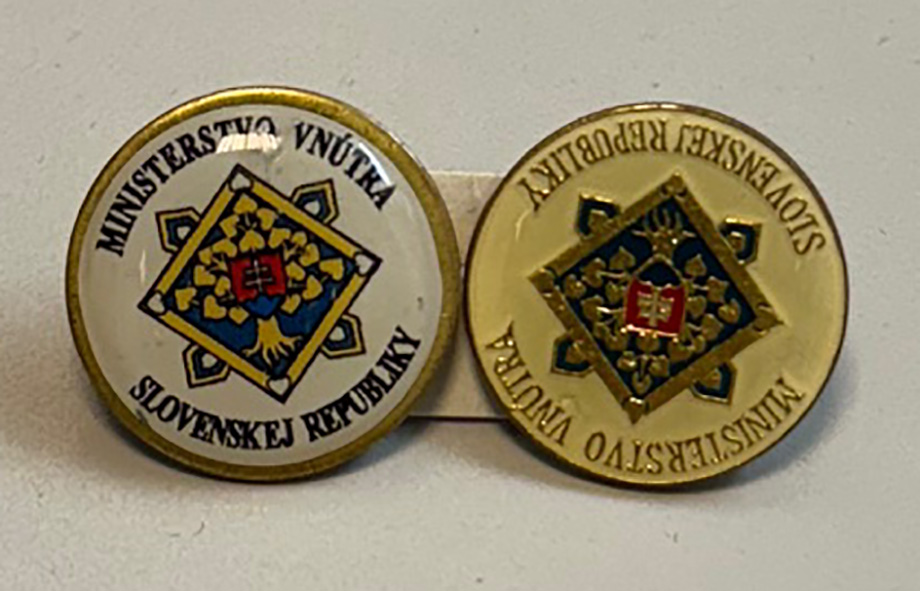 MINISTERSTVO VNÚTRA
SLOVENSKEJ REPUBLIKY
MINISTERSTVO VNÚTRA
SLOVENSKEJ REPUBLIKY